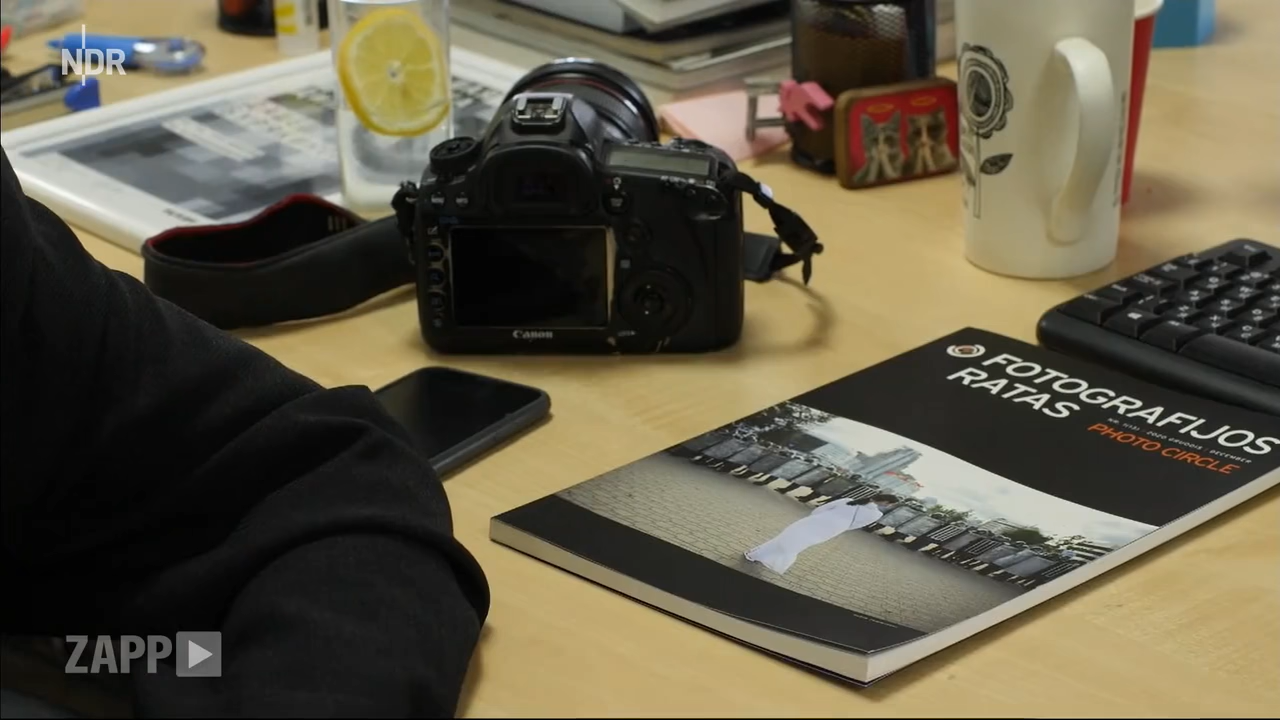 NDR
Canon
FOTOGRAFIJOS
RATAS
PHOTO CIRCLE
ZAPP